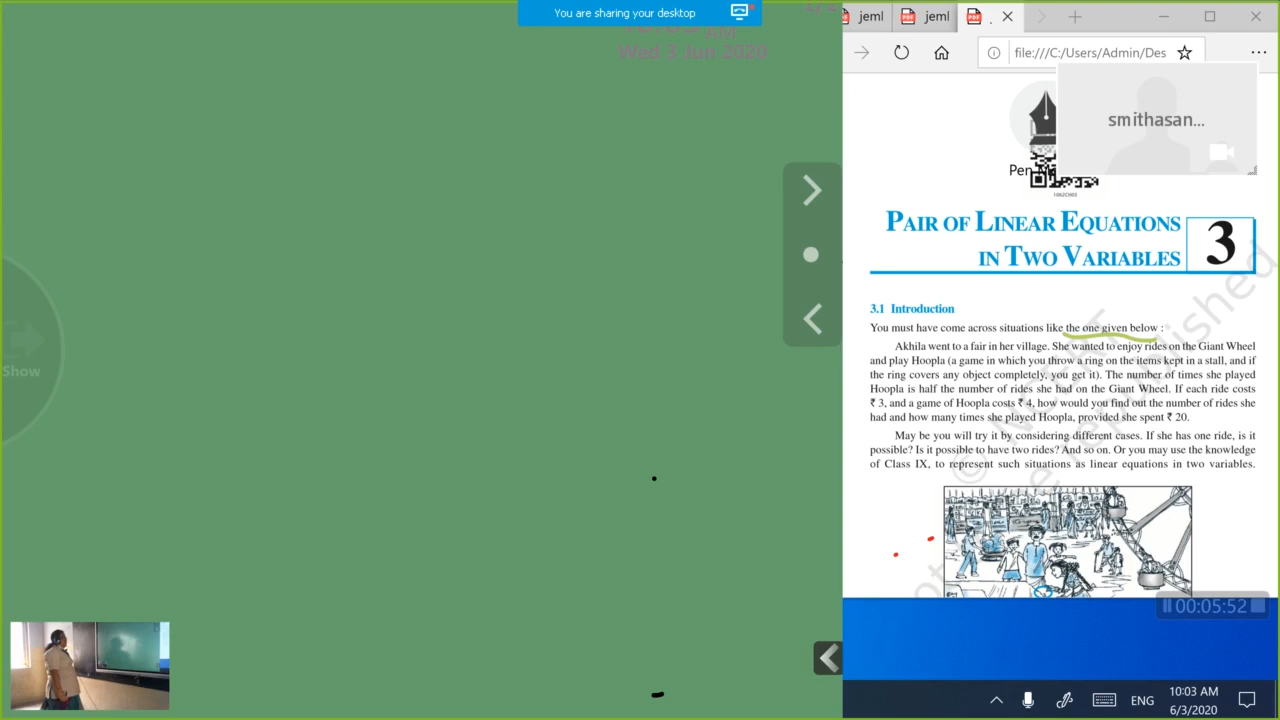 You are sharing your desktop
Wed 3 Jun 2020
jeml
jeml
file:///C:/Users/Admin/Des
smithasan...
Pen
1062CH03
PAIR OF LINEAR EQUATIONS
IN TWO VARIABLES
3
3.1 Introduction
You must have come across situations like the one given below :
Akhila went to a fair in her village. She wanted to enjoy rides on the Giant Wheel
and play Hoopla (a game in which you throw a ring on the items kept in a stall, and if
the ring covers any object completely, you get it). The number of times she played
Hoopla is half the number of rides she had on the Giant Wheel. If each ride costs
₹ 3, and a game of Hoopla costs ₹ 4, how would you find out the number of rides she
had and how many times she played Hoopla, provided she spent ₹ 20.
May be you will try it by considering different cases. If she has one ride, is it
possible? Is it possible to have two rides? And so on. Or you may use the knowledge
of Class IX, to represent such situations as linear equations in two variables.
Show
00:05:52
ENG
10:03 AM
6/3/2020